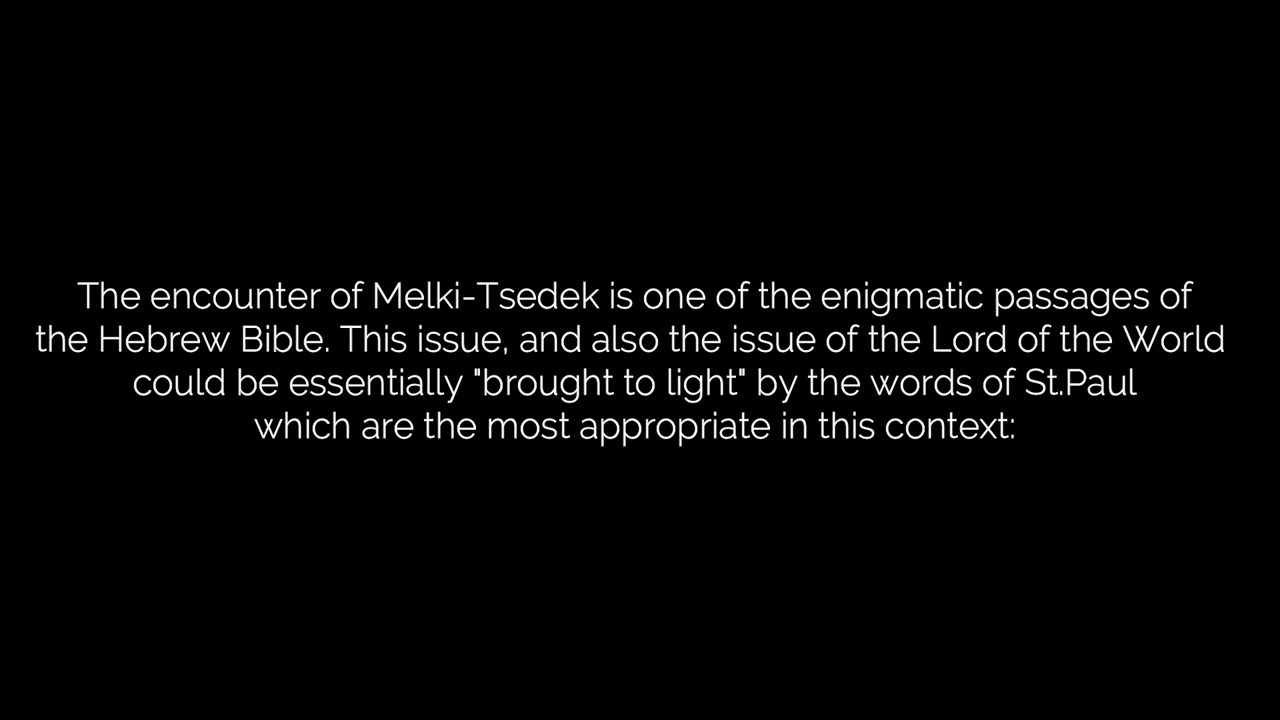 The encounter of Melki-Tsedek is one of the enigmatic passages of
the Hebrew Bible. This issue, and also the issue of the Lord of the World
could be essentially "brought to light" by the words of St.Paul
which are the most appropriate in this context: